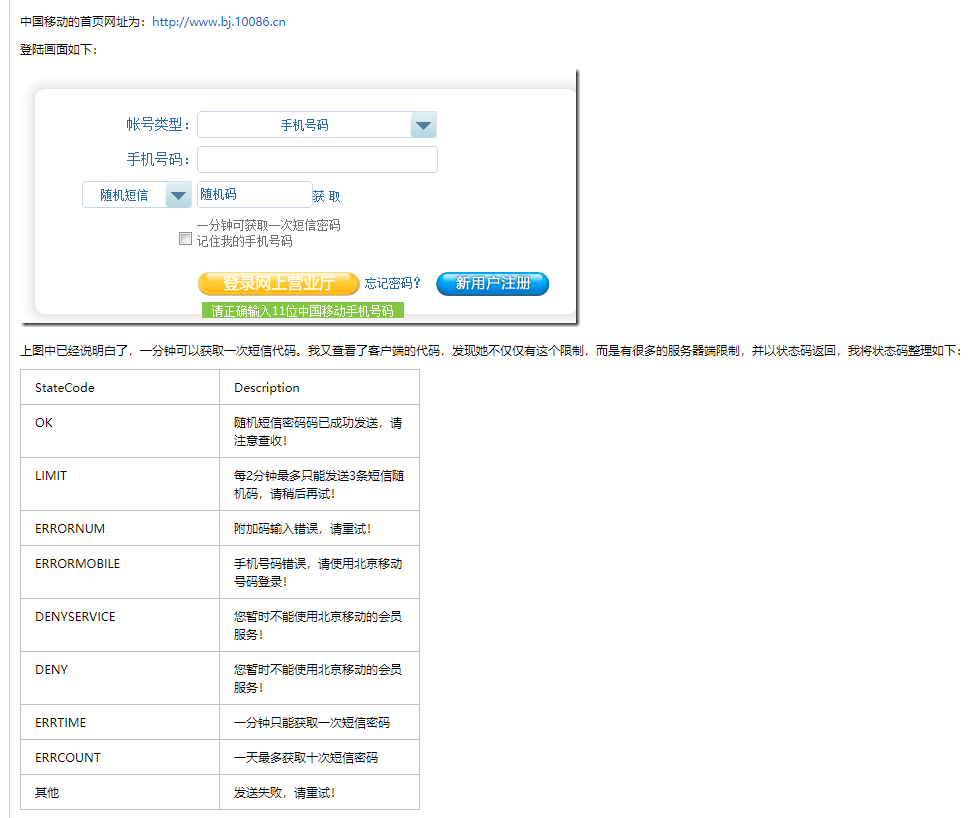 中国移动的首页网址为：http://www.bj.10086.cn
登陆画面如下：
帐号类型： 手机号码
手机号码：
随机短信 随机码 获 取
一分钟可获取一次短信密码
记住我的手机号码
登录网上营业厅 忘记密码？ 新用户注册
请正确输入11位中国移动手机号码
上图中已经说明白了，一分钟可以获取一次短信代码。我又查看了客户端的代码，发现她不仅仅有这个限制，而是有很多的服务器端限制，并以状态码返回，我将状态码整理如下：
StateCode Description
OK 随机短信密码码已成功发送，请
注意查收！
LIMIT 每2分钟最多只能发送3条短信随
机码，请稍后再试！
ERRORNUM 附加码输入错误，请重试！
ERRORMOBILE 手机号码错误，请使用北京移动
号码登录！
DENYSERVICE 您暂时不能使用北京移动的会员
服务！
DENY 您暂时不能使用北京移动的会员
服务！
ERRTIME 一分钟只能获取一次短信密码
ERRCOUNT 一天最多获取十次短信密码
其他 发送失败，请重试！